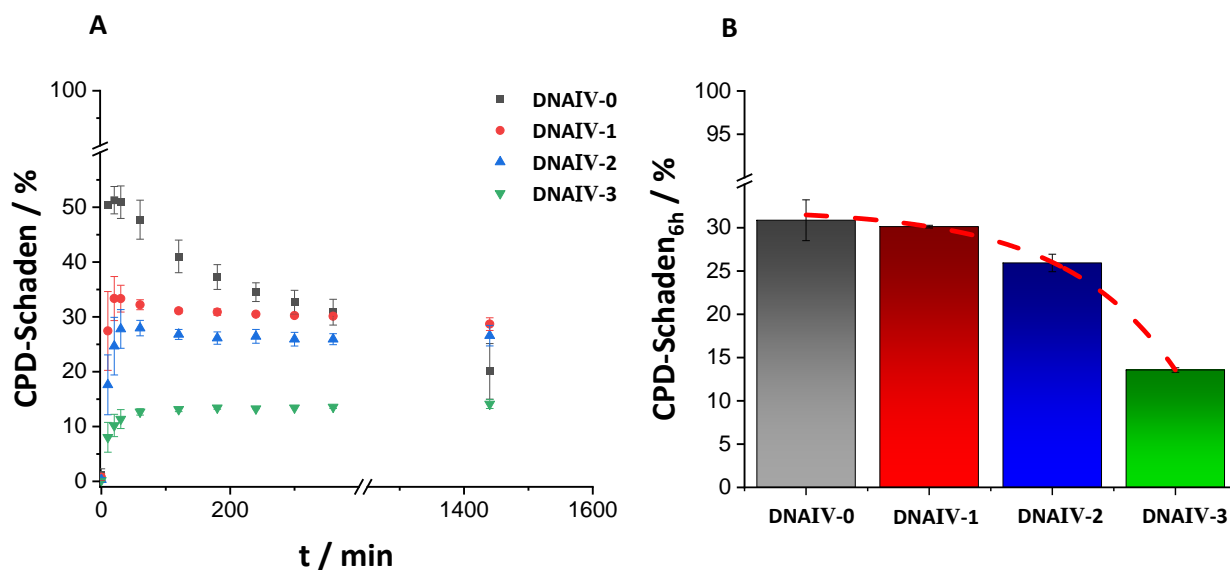 A
B
100
50
40
30
20
10
0
CPD-Schaden / %
0
200
1400
1600
t / min
DNAIV-0
DNAIV-1
DNAIV-2
DNAIV-3
100
95
30
25
20
15
10
5
0
CPD-Schaden6h / %
DNAIV-0
DNAIV-1
DNAIV-2
DNAIV-3